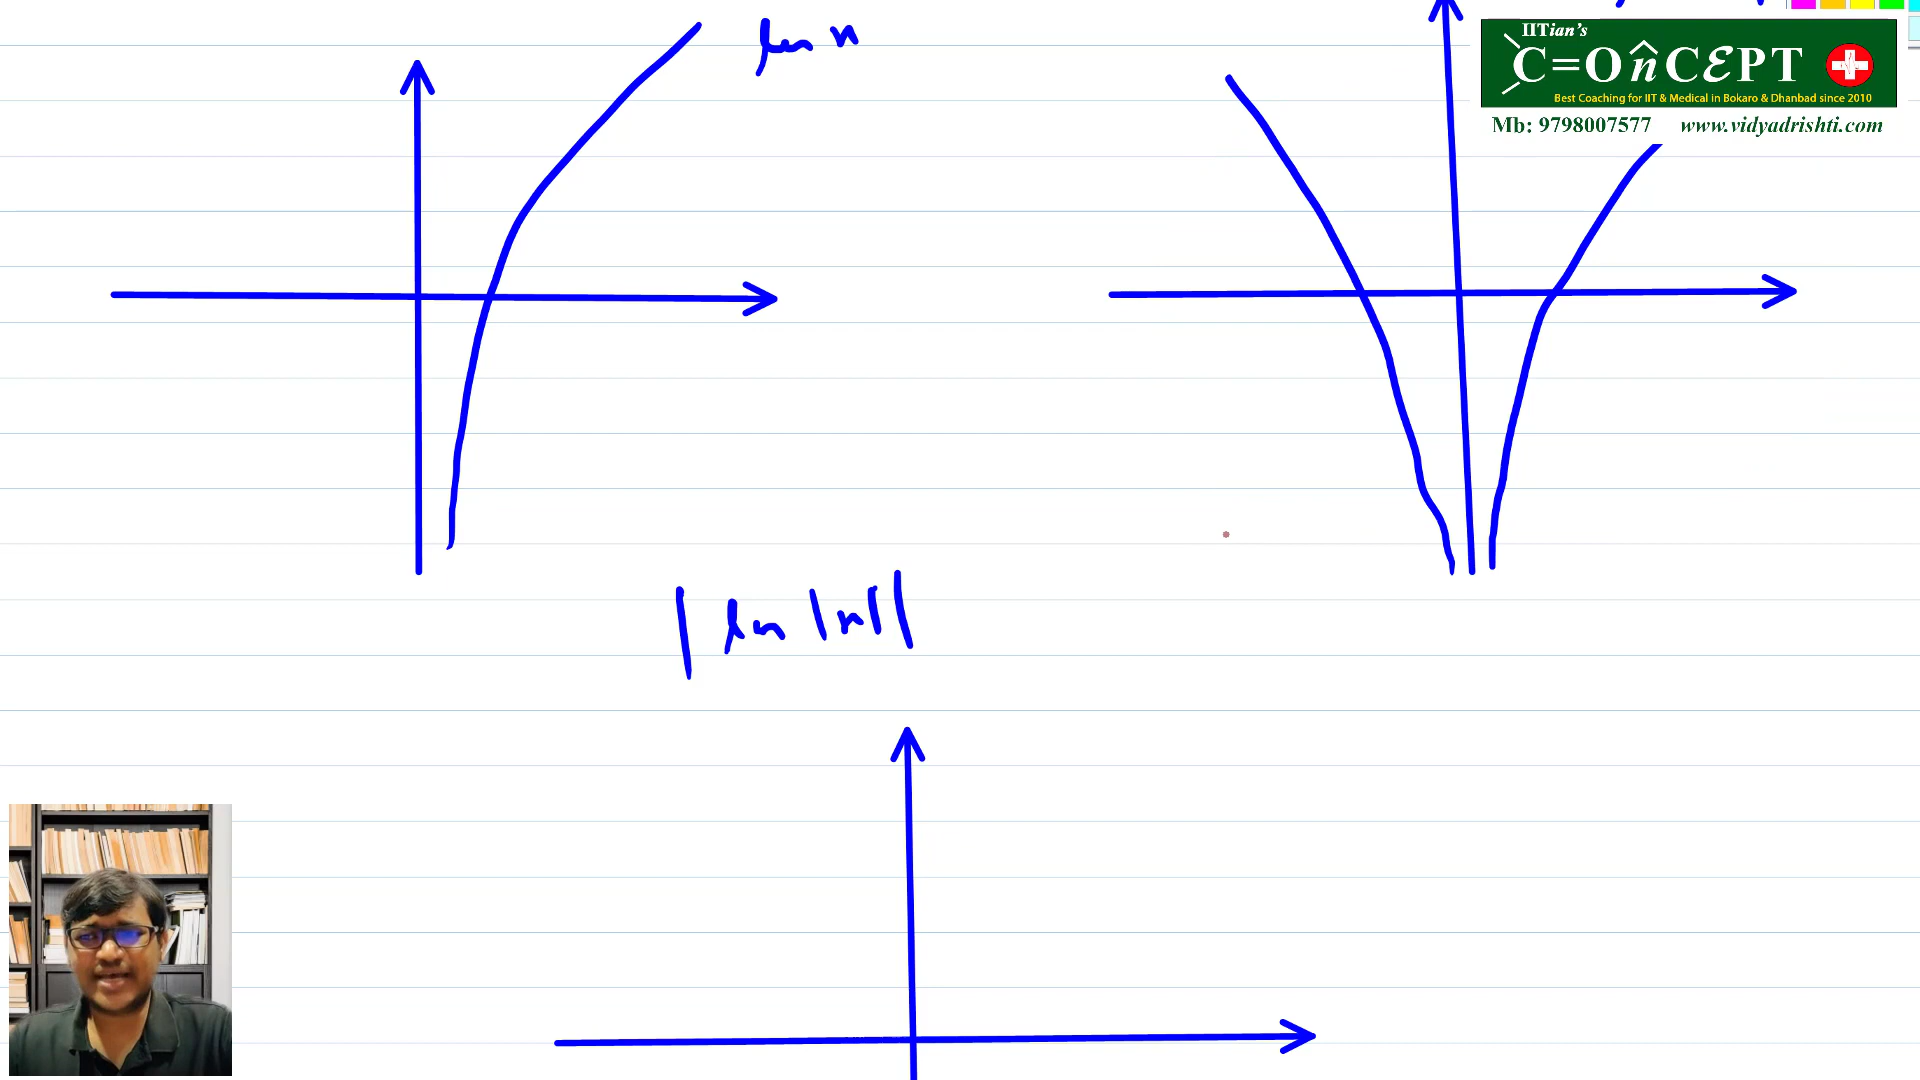 ln x
IITian's
C=OnCEPT
Best Coaching for IIT & Medical in Bokaro & Dhanbad since 2010
Mb: 9798007577 www.vidyadrishti.com
| ln |x| |